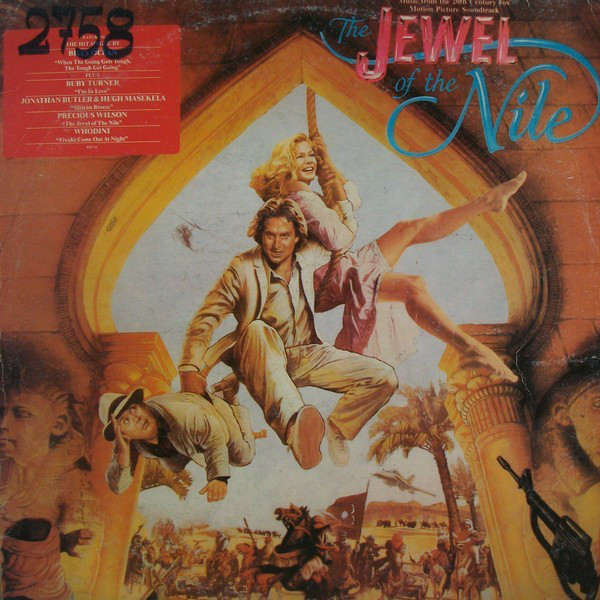 2758
THE HIT SINGLE BY
"When The Going Gets Tough,
The Tough Get Going"
PLUS
RUBY TURNER
"I'm In Love"
JONATHAN BUTLER & HUGH MASEKELA
"African Breeze"
PRECIOUS WILSON
"The Jewel of The Nile"
WHODINI
"Freaks Come Out At Night"
Music from the 20th Century Fox
Motion Picture Soundtrack
The JEWEL
of the
Nile